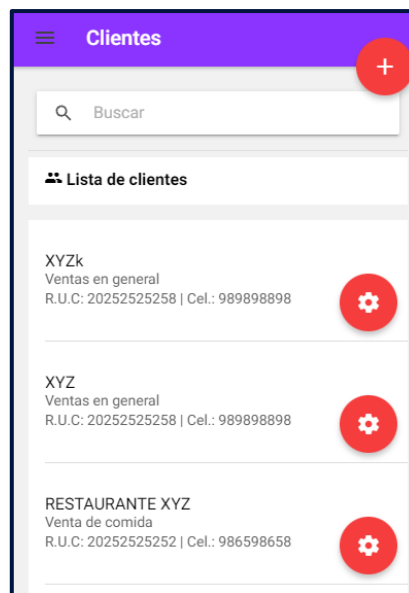 Clientes
Buscar
Lista de clientes
XYZk
Ventas en general
R.U.C: 20252525258 | Cel.: 989898898
XYZ
Ventas en general
R.U.C: 20252525258 | Cel.: 989898898
RESTAURANTE XYZ
Venta de comida
R.U.C: 20252525252 | Cel.: 986598658